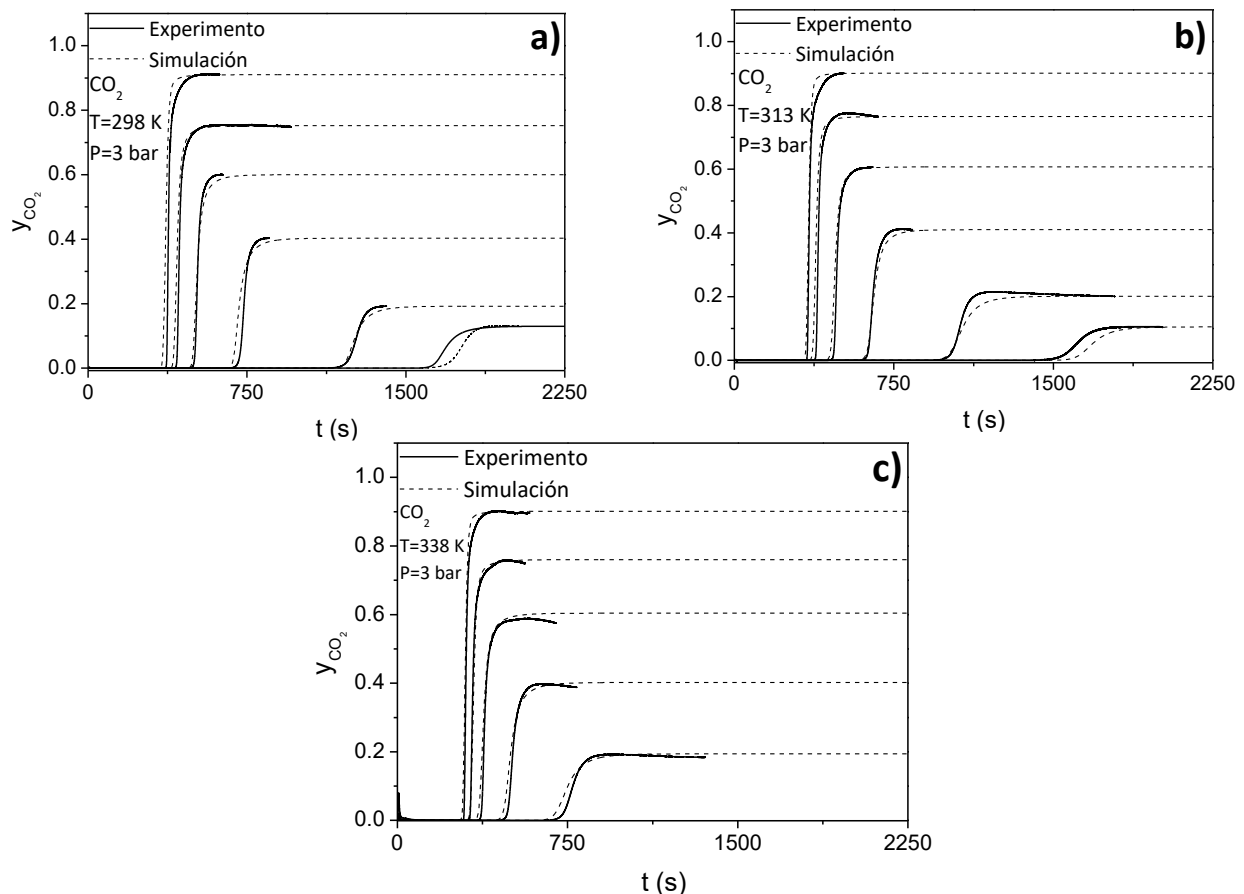 a)
Experimento
Simulación
CO2
T=298 K
P=3 bar
1.0
0.8
0.6
0.4
0.2
0.0
yCO2
0
750
1500
2250
t (s)
b)
Experimento
Simulación
CO2
T=313 K
P=3 bar
1.0
0.8
0.6
0.4
0.2
0.0
yCO2
0
750
1500
2250
t (s)
c)
Experimento
Simulación
CO2
T=338 K
P=3 bar
1.0
0.8
0.6
0.4
0.2
0.0
yCO2
0
750
1500
2250
t (s)